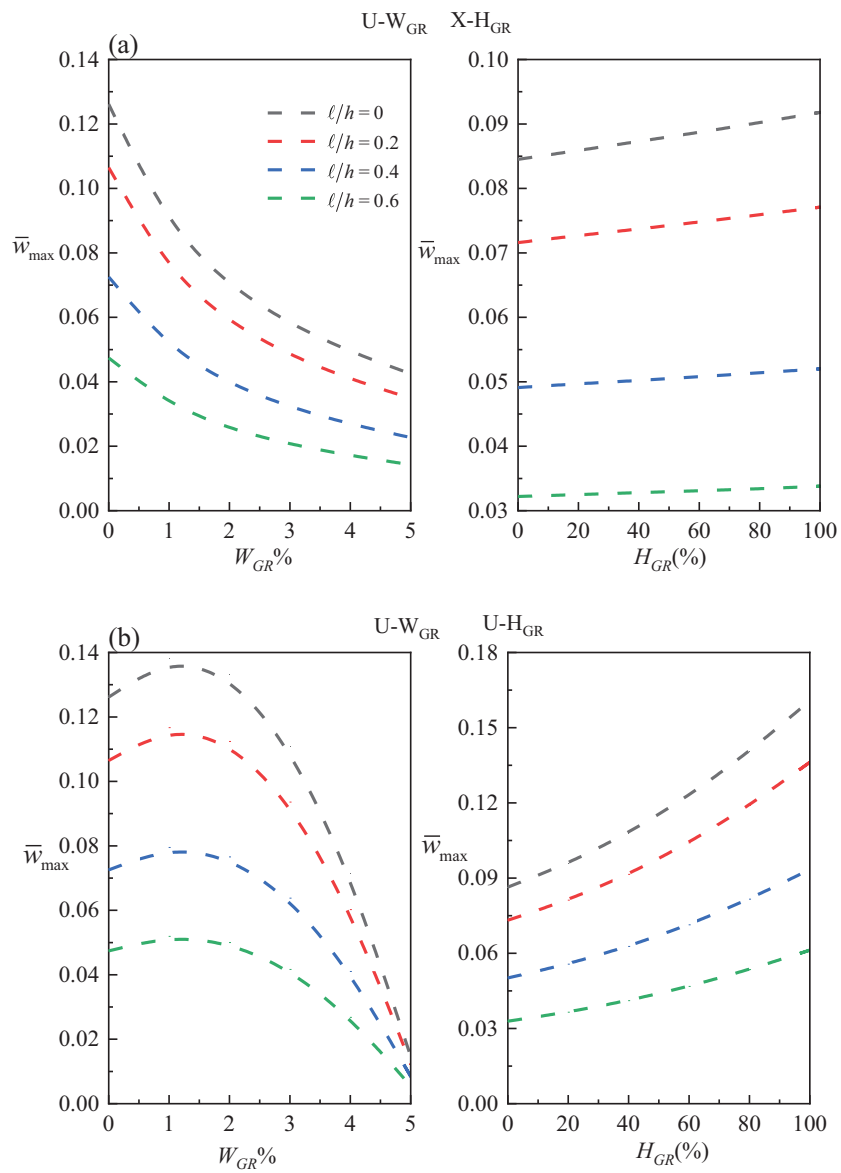 U-W_GR X-H_GR
(a)
0.14
0.12
0.10
0.08
0.06
0.04
0.02
0.00
w̅_max
ℓ/h = 0
ℓ/h = 0.2
ℓ/h = 0.4
ℓ/h = 0.6
0 1 2 3 4 5
W_GR%
0.10
0.09
0.08
0.07
0.06
0.05
0.04
0.03
w̅_max
0 20 40 60 80 100
H_GR(%)
(b)
U-W_GR U-H_GR
0.14
0.12
0.10
0.08
0.06
0.04
0.02
0.00
w̅_max
0 1 2 3 4 5
W_GR%
0.18
0.15
0.12
0.09
0.06
0.03
0.00
w̅_max
0 20 40 60 80 100
H_GR(%)